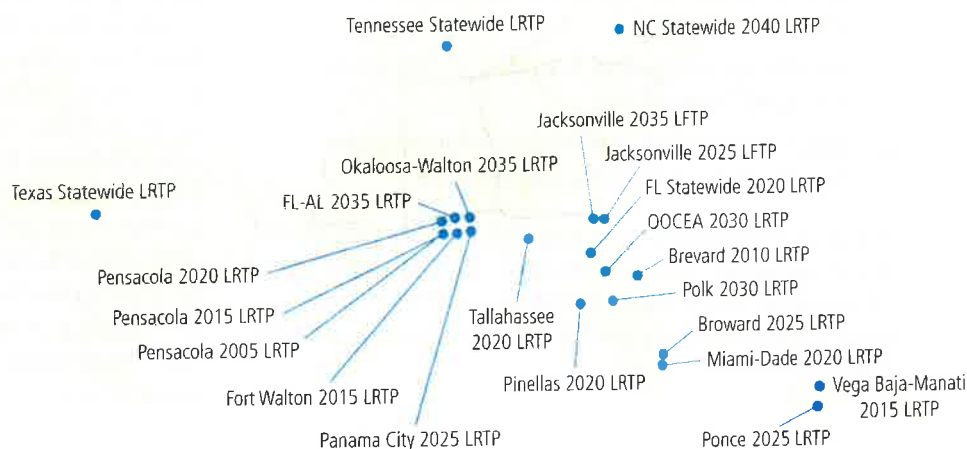 Tennessee Statewide LRTP
NC Statewide 2040 LRTP
Jacksonville 2035 LFTP
Jacksonville 2025 LFTP
Okaloosa-Walton 2035 LRTP
FL Statewide 2020 LRTP
Texas Statewide LRTP
FL-AL 2035 LRTP
OOCEA 2030 LRTP
Brevard 2010 LRTP
Pensacola 2020 LRTP
Polk 2030 LRTP
Pensacola 2015 LRTP
Tallahassee
2020 LRTP
Broward 2025 LRTP
Pensacola 2005 LRTP
Miami-Dade 2020 LRTP
Pinellas 2020 LRTP
Vega Baja-Manati
2015 LRTP
Fort Walton 2015 LRTP
Panama City 2025 LRTP
Ponce 2025 LRTP